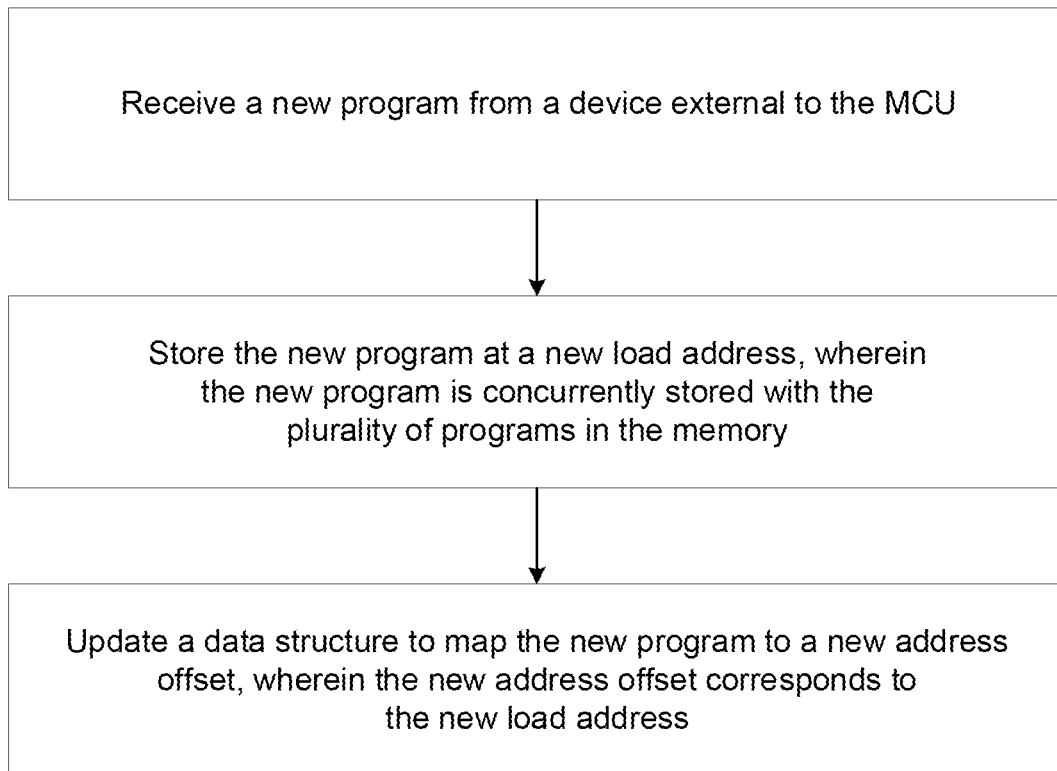 Receive a new program from a device external to the MCU
Store the new program at a new load address, wherein
the new program is concurrently stored with the
plurality of programs in the memory
Update a data structure to map the new program to a new address
offset, wherein the new address offset corresponds to
the new load address